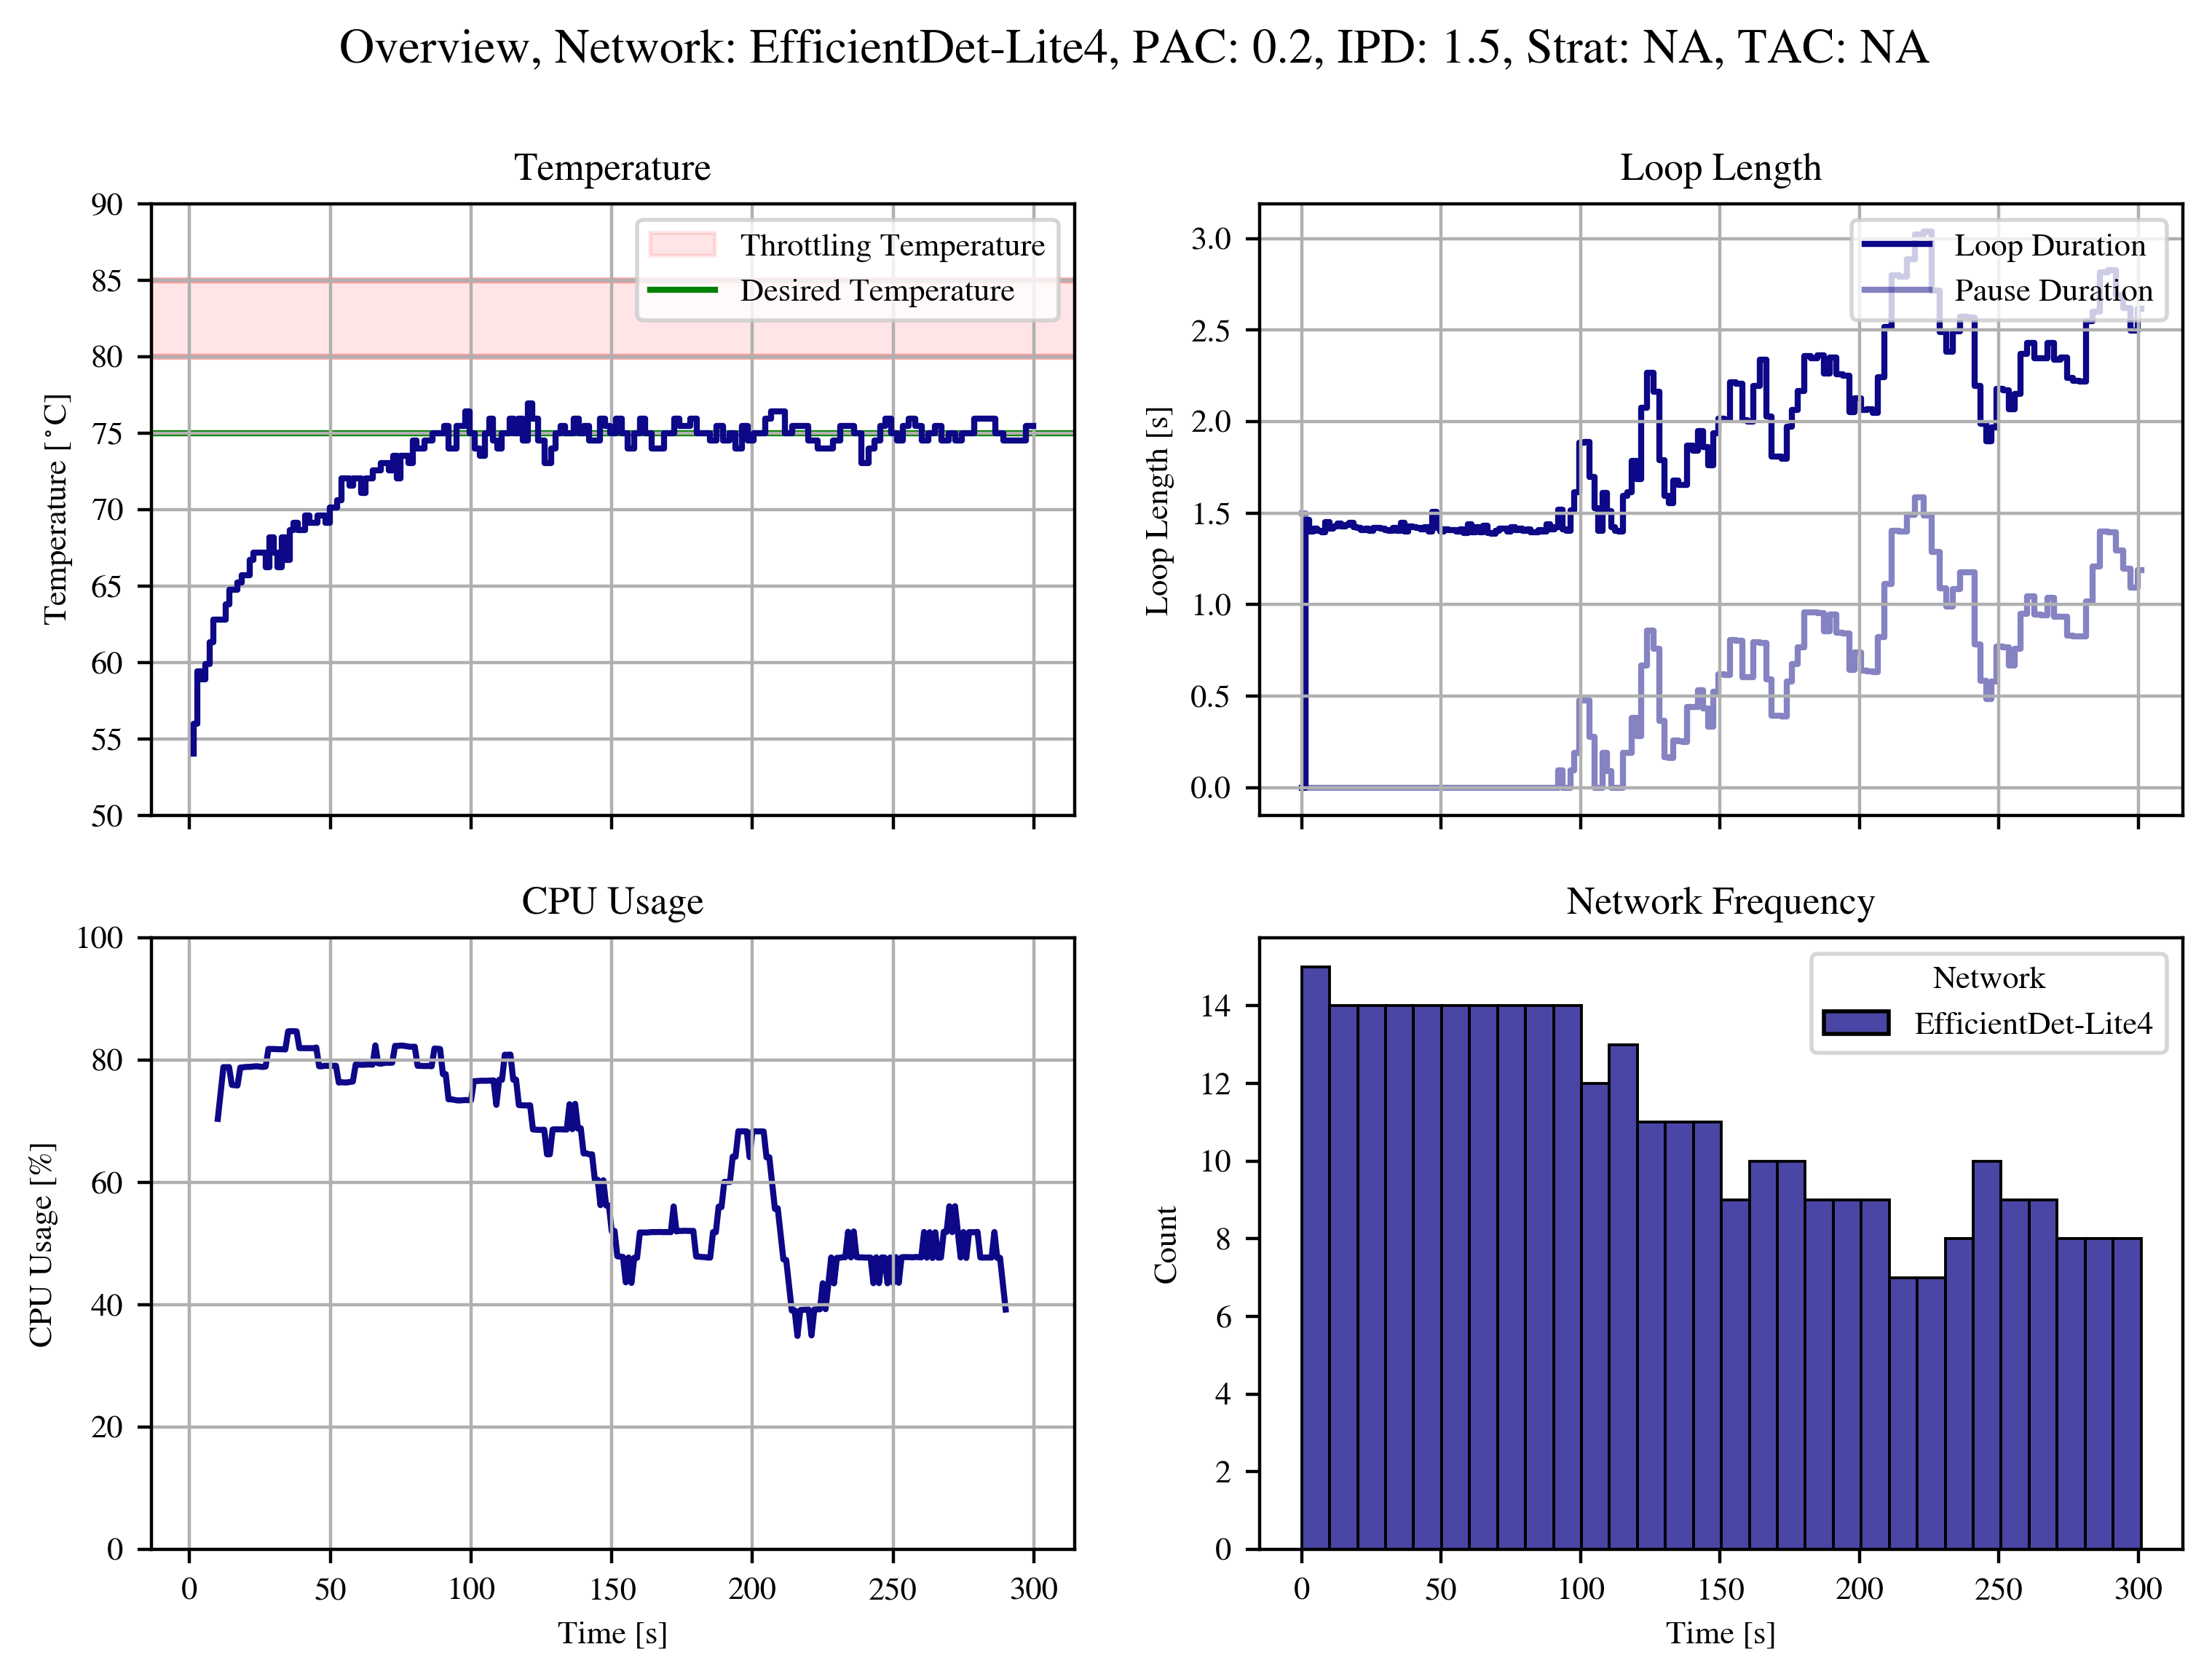 Overview, Network: EfficientDet-Lite4, PAC: 0.2, IPD: 1.5, Strat: NA, TAC: NA
Temperature
Temperature [°C]
90
85
80
75
70
65
60
55
50
Throttling Temperature
Desired Temperature
Loop Length
Loop Length [s]
3.0
2.5
2.0
1.5
1.0
0.5
0.0
Loop Duration
Pause Duration
CPU Usage
CPU Usage [%]
100
80
60
40
20
0
0 50 100 150 200 250 300
Time [s]
Network Frequency
Count
14
12
10
8
6
4
2
0
Network
EfficientDet-Lite4
0 50 100 150 200 250 300
Time [s]